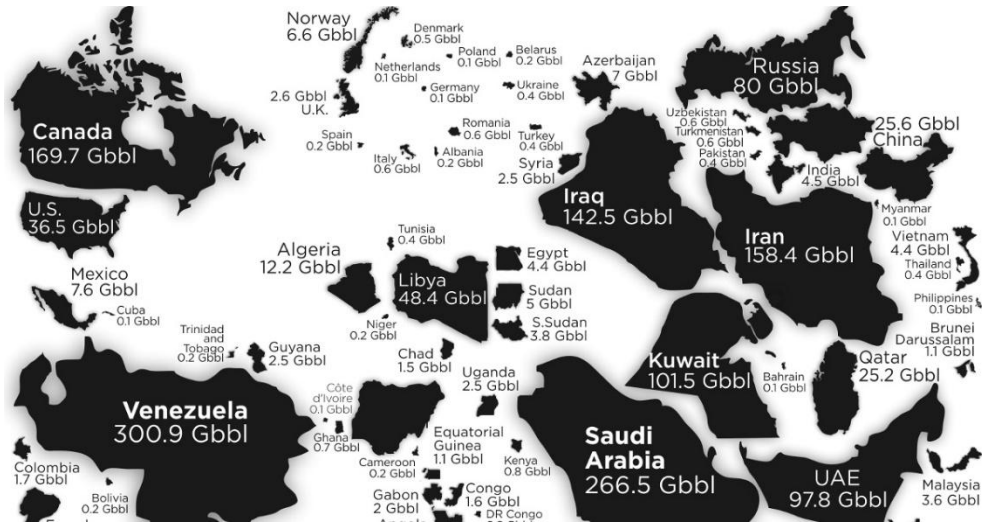 Norway
6.6 Gbbl
Denmark
0.5 Gbbl
Netherlands
0.1 Gbbl
Poland
0.1 Gbbl
Belarus
0.2 Gbbl
Germany
0.1 Gbbl
Ukraine
0.4 Gbbl
2.6 Gbbl
U.K.
Spain
0.2 Gbbl
Italy
0.6 Gbbl
Romania
0.6 Gbbl
Albania
0.2 Gbbl
Turkey
0.4 Gbbl
Azerbaijan
7 Gbbl
Russia
80 Gbbl
Uzbekistan
0.6 Gbbl
Turkmenistan
0.6 Gbbl
Pakistan
0.4 Gbbl
25.6 Gbbl
China
India
4.5 Gbbl
Canada
169.7 Gbbl
U.S.
36.5 Gbbl
Mexico
7.6 Gbbl
Cuba
0.1 Gbbl
Syria
2.5 Gbbl
Iraq
142.5 Gbbl
Iran
158.4 Gbbl
Myanmar
0.1 Gbbl
Vietnam
4.4 Gbbl
Thailand
0.4 Gbbl
Philippines
0.1 Gbbl
Brunei
Darussalam
1.1 Gbbl
Tunisia
0.4 Gbbl
Algeria
12.2 Gbbl
Libya
48.4 Gbbl
Egypt
4.4 Gbbl
Sudan
5 Gbbl
S.Sudan
3.8 Gbbl
Niger
0.2 Gbbl
Chad
1.5 Gbbl
Uganda
2.5 Gbbl
Trinidad
and
Tobago
0.2 Gbbl
Guyana
2.5 Gbbl
Venezuela
300.9 Gbbl
Colombia
1.7 Gbbl
Bolivia
0.2 Gbbl
Côte
d'Ivoire
0.1 Gbbl
Ghana
0.7 Gbbl
Cameroon
0.2 Gbbl
Equatorial
Guinea
1.1 Gbbl
Gabon
2 Gbbl
Congo
1.6 Gbbl
DR Congo
Kenya
0.8 Gbbl
Kuwait
101.5 Gbbl
Bahrain
0.1 Gbbl
Qatar
25.2 Gbbl
Saudi
Arabia
266.5 Gbbl
UAE
97.8 Gbbl
Malaysia
3.6 Gbbl